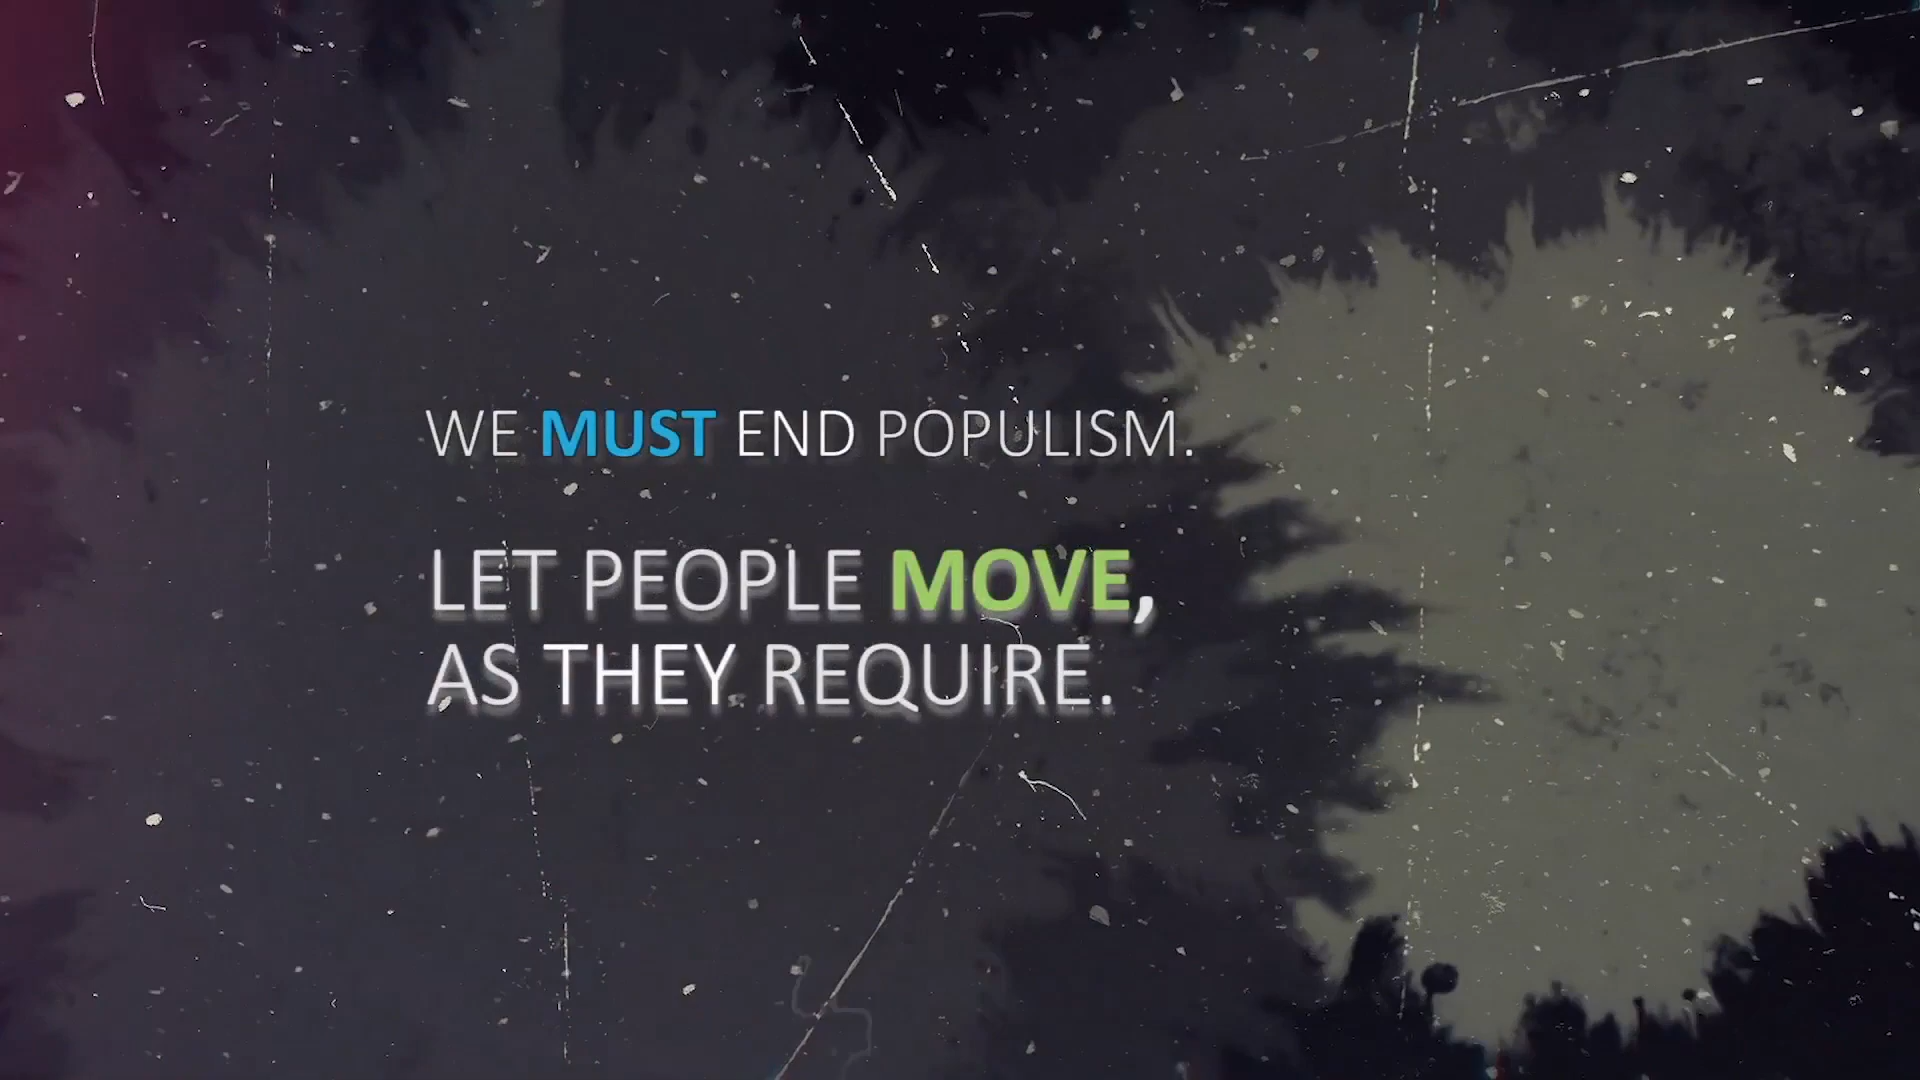 WE MUST END POPULISM.
LET PEOPLE MOVE,
AS THEY REQUIRE.